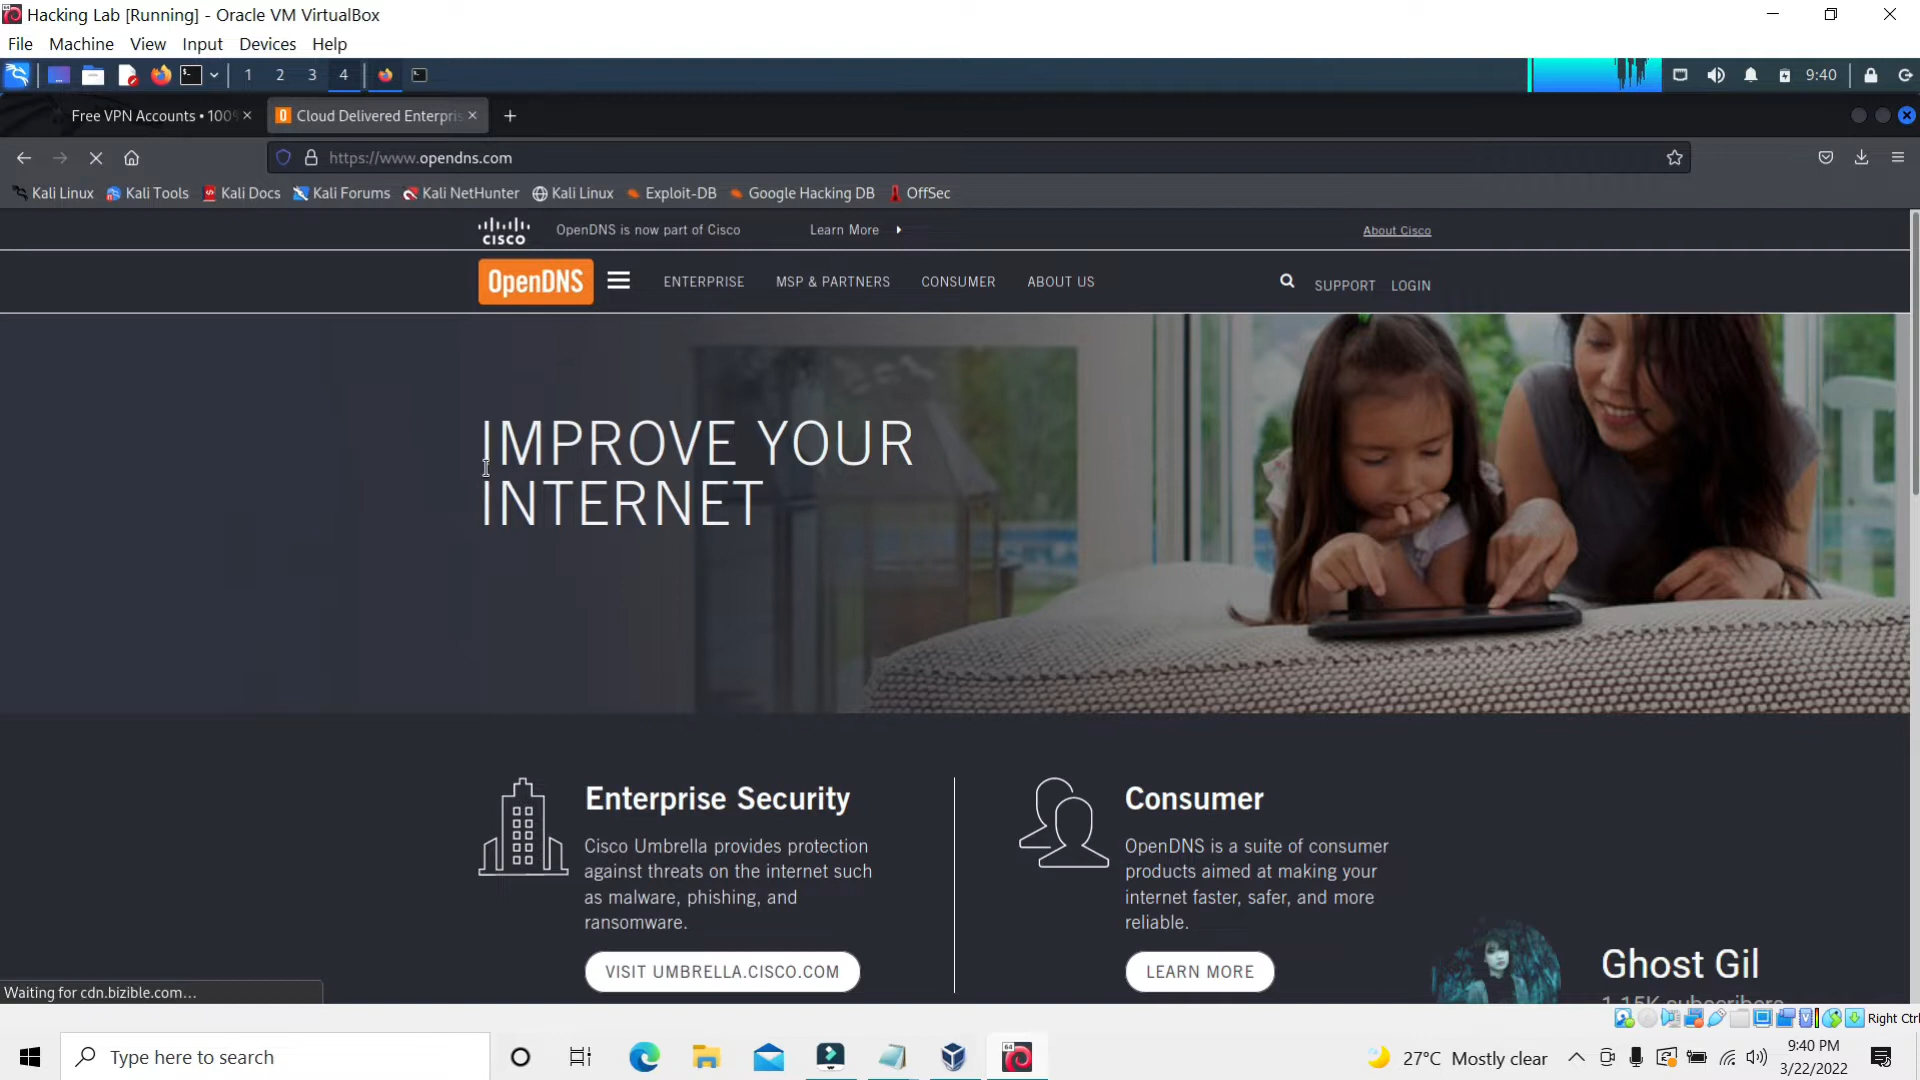 Hacking Lab [Running] - Oracle VM VirtualBox
File Machine View Input Devices Help
1 2 3 4 9:40
Free VPN Accounts • 100% Cloud Delivered Enterpris
https://www.opendns.com
Kali Linux Kali Tools Kali Docs Kali Forums Kali NetHunter Kali Linux Exploit-DB Google Hacking DB OffSec
CISCO OpenDNS is now part of Cisco Learn More About Cisco
OpenDNS ENTERPRISE MSP & PARTNERS CONSUMER ABOUT US SUPPORT LOGIN
IMPROVE YOUR
INTERNET
Enterprise Security
Cisco Umbrella provides protection
against threats on the internet such
as malware, phishing, and
ransomware.
VISIT UMBRELLA.CISCO.COM
Consumer
OpenDNS is a suite of consumer
products aimed at making your
internet faster, safer, and more
reliable.
LEARN MORE
Ghost Gil
1.15K subscribers
Waiting for cdn.bizible.com...
Right Ctrl
Type here to search
27°C Mostly clear
9:40 PM
3/22/2022